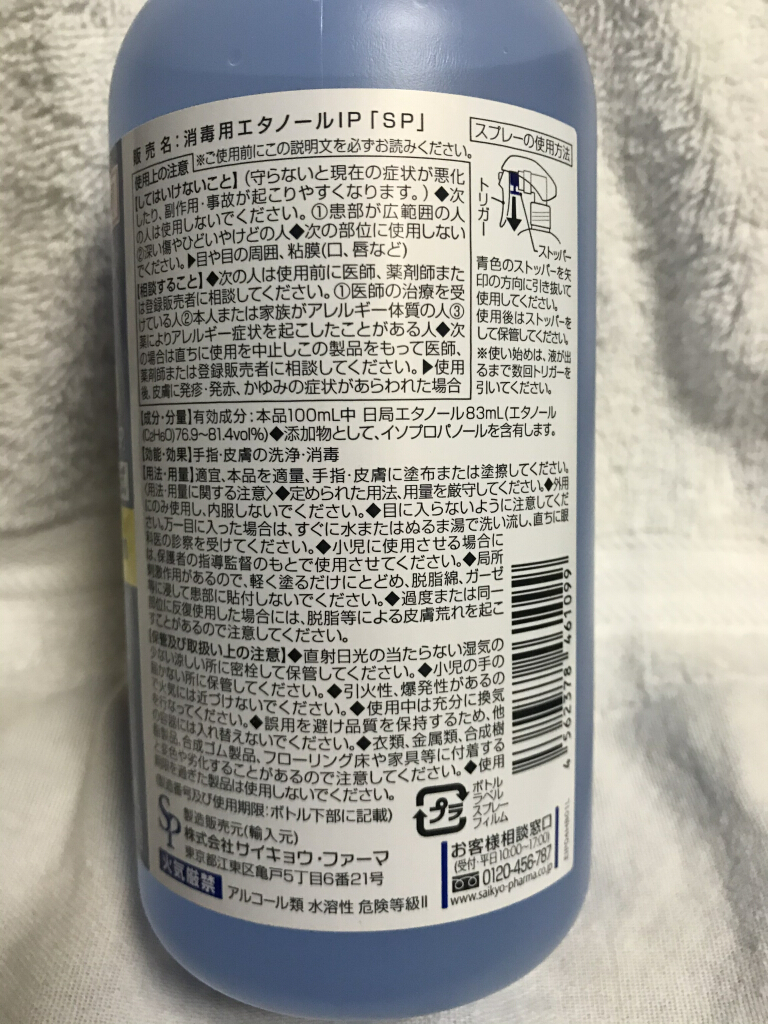 販売名：消毒用エタノールIP「SP」
※ご使用前にこの説明文を必ずお読みください。
使用上の注意
【してはいけないこと】(守らないと現在の症状が悪化
したり、副作用・事故が起こりやすくなります。)◆次
の人は使用しないでください。①患部が広範囲の人
②深い傷やひどいやけどの人◆次の部位に使用しない
でください。▶目や目の周囲、粘膜(口、唇など)
【相談すること】◆次の人は使用前に医師、薬剤師また
は登録販売者に相談してください。①医師の治療を受
けている人②本人または家族がアレルギー体質の人③
薬によりアレルギー症状を起こしたことがある人◆次
の場合は直ちに使用を中止しこの製品をもって医師、
薬剤師または登録販売者に相談してください。▶使用
後、皮膚に発疹・発赤、かゆみの症状があらわれた場合
スプレーの使用方法
トリガー
ストッパー
青色のストッパーを矢
印の方向に引き抜いて
使用してください。
使用後はストッパーを
して保管してください。
※使い始めは、液が出
るまで数回トリガーを
引いてください。
【成分・分量】有効成分：本品100mL中 日局エタノール83mL(エタノール
(C2H6O)76.9~81.4vol%)◆添加物として、イソプロパノールを含有します。
【効能・効果】手指・皮膚の洗浄・消毒
【用法・用量】適宜、本品を適量、手指・皮膚に塗布または塗擦してください。
〈用法・用量に関する注意〉◆定められた用法、用量を厳守してください。◆外用
にのみ使用し、内服しないでください。◆目に入らないように注意してくだ
さい。万一目に入った場合は、すぐに水またはぬるま湯で洗い流し、直ちに眼
科医の診察を受けてください。◆小児に使用させる場合に
は、保護者の指導監督のもとで使用させてください。◆局所
刺激作用があるので、軽く塗るだけにとどめ、脱脂綿、ガーゼ
等に浸して患部に貼付しないでください。◆過度または同一
部位に反復使用した場合には、脱脂等による皮膚荒れを起こ
すことがあるので注意してください。
【保管及び取扱い上の注意】◆直射日光の当たらない湿気の
少ない涼しい所に密栓して保管してください。◆小児の手の
届かない所に保管してください。◆引火性、爆発性があるの
で火気には近づけないでください。◆使用中は充分に換気
を行なってください。◆誤用を避け品質を保持するため、他
の容器には入れ替えないでください。◆衣類、金属類、合成樹
脂製品、合成ゴム製品、フローリング床や家具等に付着する
と変色や劣化することがあるので注意してください。◆使用
期限を過ぎた製品は使用しないでください。
(製造番号及び使用期限：ボトル下部に記載)
4 562378 461099
SP
製造販売元(輸入元)
株式会社サイキョウ・ファーマ
東京都江東区亀戸5丁目6番21号
プラ
ボトル
ラベル
スプレー
フィルム
お客様相談窓口
(受付・平日10:00~17:00)
0120-456-787
www.saikyo-pharma.co.jp
火気厳禁
アルコール類 水溶性 危険等級Ⅱ